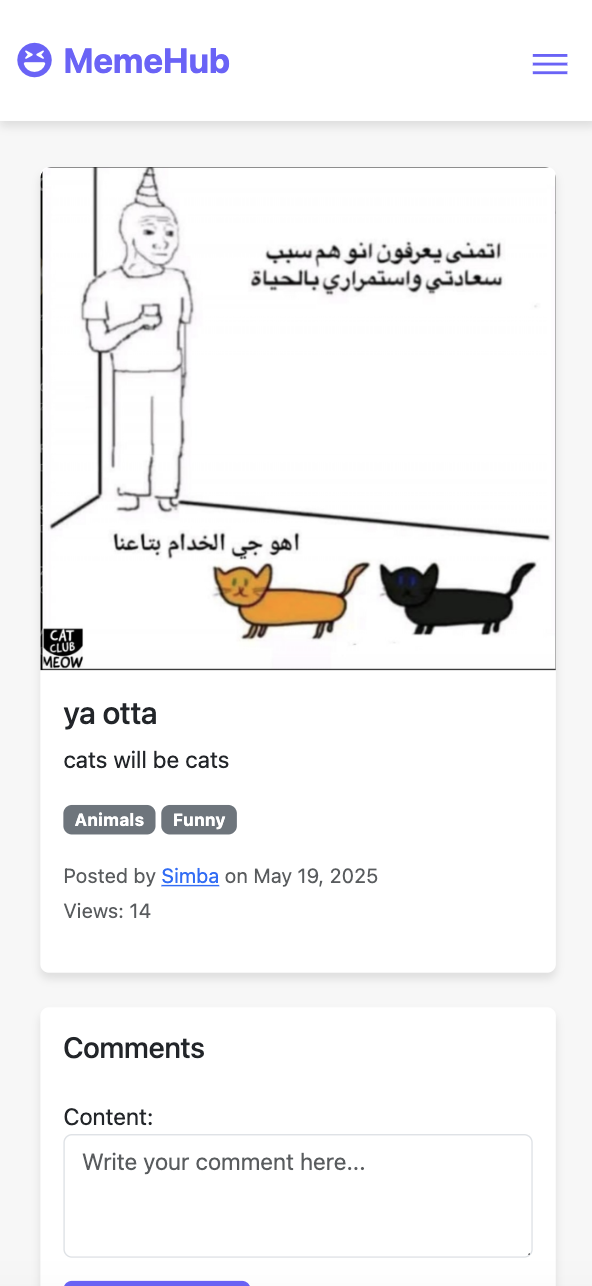 MemeHub
اتمنى يعرفون انو هم سبب
سعادتي واستمراري بالحياة
اهو جي الخدام بتاعنا
CAT
CLUB
MEOW
ya otta
cats will be cats
Animals Funny
Posted by Simba on May 19, 2025
Views: 14
Comments
Content:
Write your comment here...